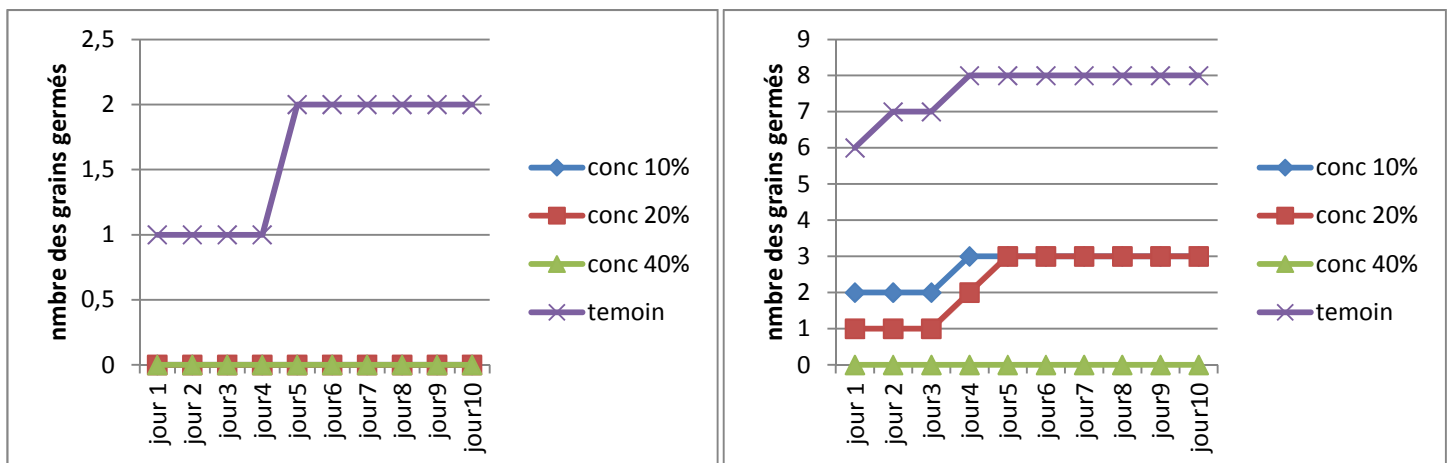 nmbre des grains germés
2,5
2
1,5
1
0,5
0
jour 1
jour 2
jour3
jour4
jour5
jour6
jour7
jour8
jour9
jour10
conc 10%
conc 20%
conc 40%
temoin
nmbre des grains germés
9
8
7
6
5
4
3
2
1
0
jour 1
jour 2
jour3
jour4
jour5
jour6
jour7
jour8
jour9
jour10
conc 10%
conc 20%
conc 40%
temoin